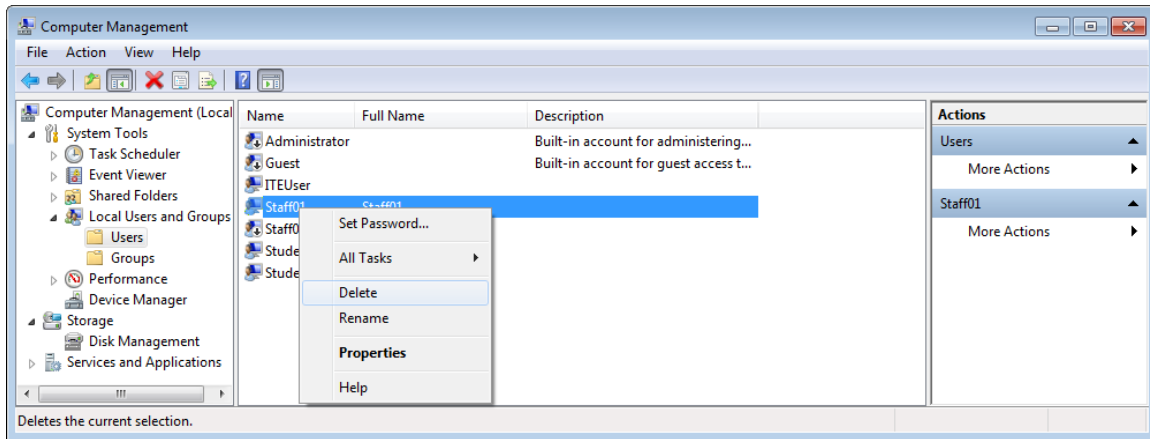 Computer Management
File Action View Help
Computer Management (Local
System Tools
Task Scheduler
Event Viewer
Shared Folders
Local Users and Groups
Users
Groups
Performance
Device Manager
Storage
Disk Management
Services and Applications
Name Full Name Description
Administrator Built-in account for administering...
Guest Built-in account for guest access t...
ITEUser
Staff01 Staff01
Staff0
Stude
Stude
Set Password...
All Tasks
Delete
Rename
Properties
Help
Actions
Users
More Actions
Staff01
More Actions
Deletes the current selection.